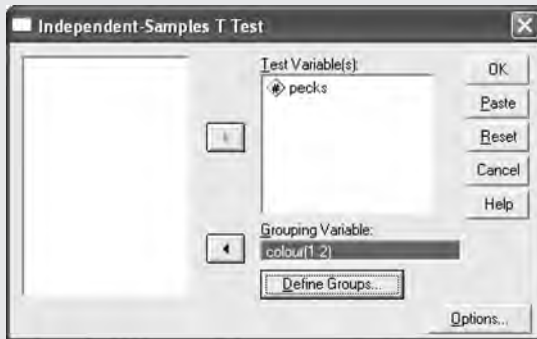 Independent-Samples T Test
Test Variable(s):
pecks
OK
Paste
Reset
Cancel
Help
Grouping Variable:
colour(1 2)
Define Groups...
Options...